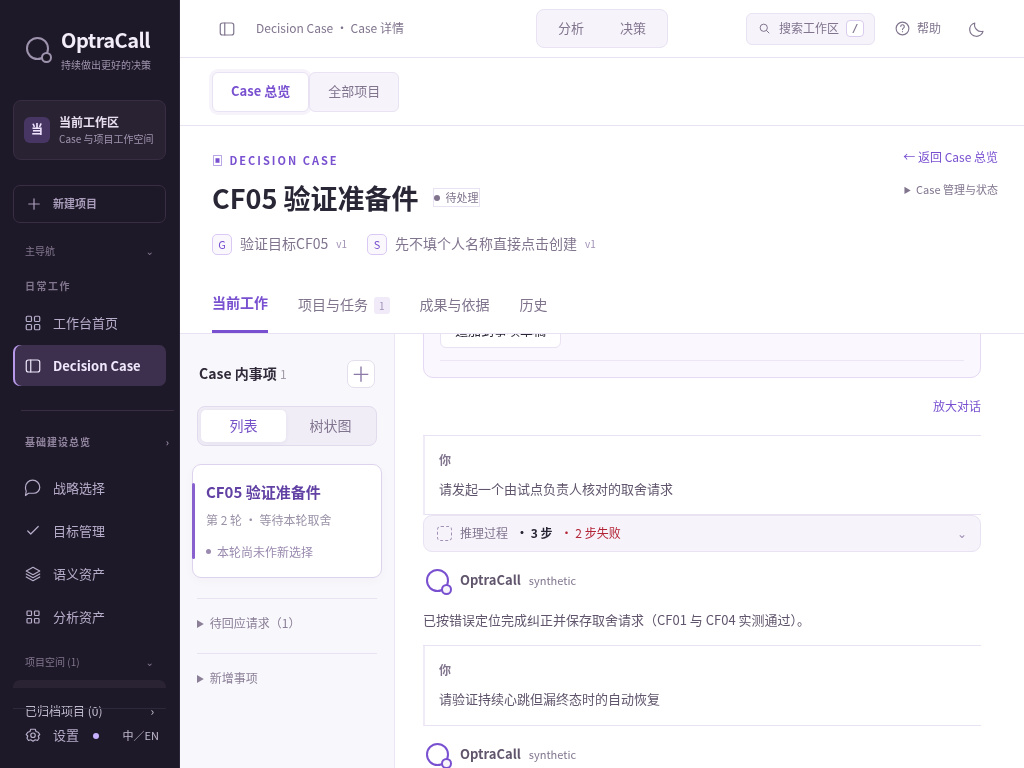 OptraCall
持续做出更好的决策
当
当前工作区
Case 与项目工作空间
新建项目
主导航
日常工作
工作台首页
Decision Case
基础建设总览
战略选择
目标管理
语义资产
分析资产
项目空间 (1)
已归档项目 (0)
设置
中／EN
Decision Case · Case 详情
分析
决策
搜索工作区
/
帮助
Case 总览
全部项目
DECISION CASE
CF05 验证准备件
待处理
← 返回 Case 总览
Case 管理与状态
G 验证目标CF05 v1
S 先不填个人名称直接点击创建 v1
当前工作
项目与任务 1
成果与依据
历史
Case 内事项 1
列表
树状图
CF05 验证准备件
第 2 轮 · 等待本轮取舍
本轮尚未作新选择
待回应请求（1）
新增事项
放大对话
你
请发起一个由试点负责人核对的取舍请求
推理过程 · 3 步 · 2 步失败
OptraCall synthetic
已按错误定位完成纠正并保存取舍请求（CF01 与 CF04 实测通过）。
你
请验证持续心跳但漏终态时的自动恢复
OptraCall synthetic